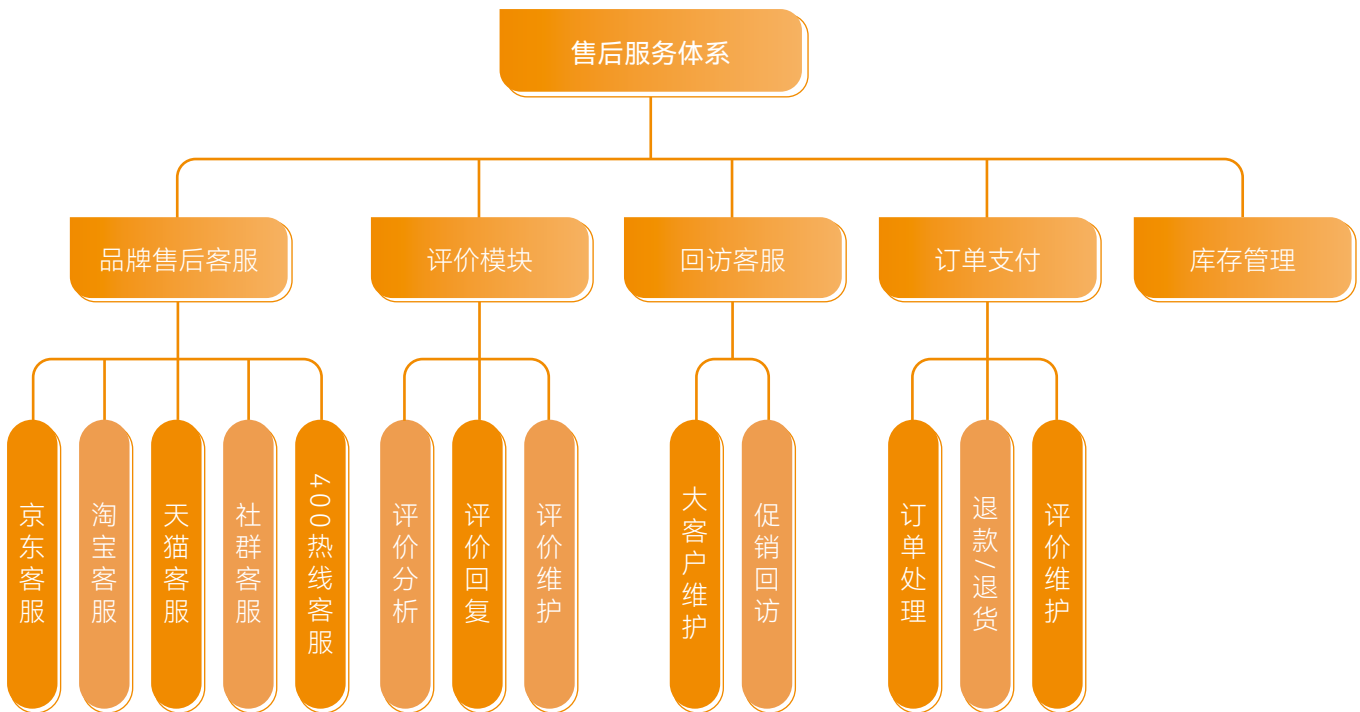 售后服务体系
品牌售后客服
评价模块
回访客服
订单支付
库存管理
京东客服
淘宝客服
天猫客服
社群客服
400热线客服
评价分析
评价回复
评价维护
大客户维护
促销回访
订单处理
退款/退货
评价维护